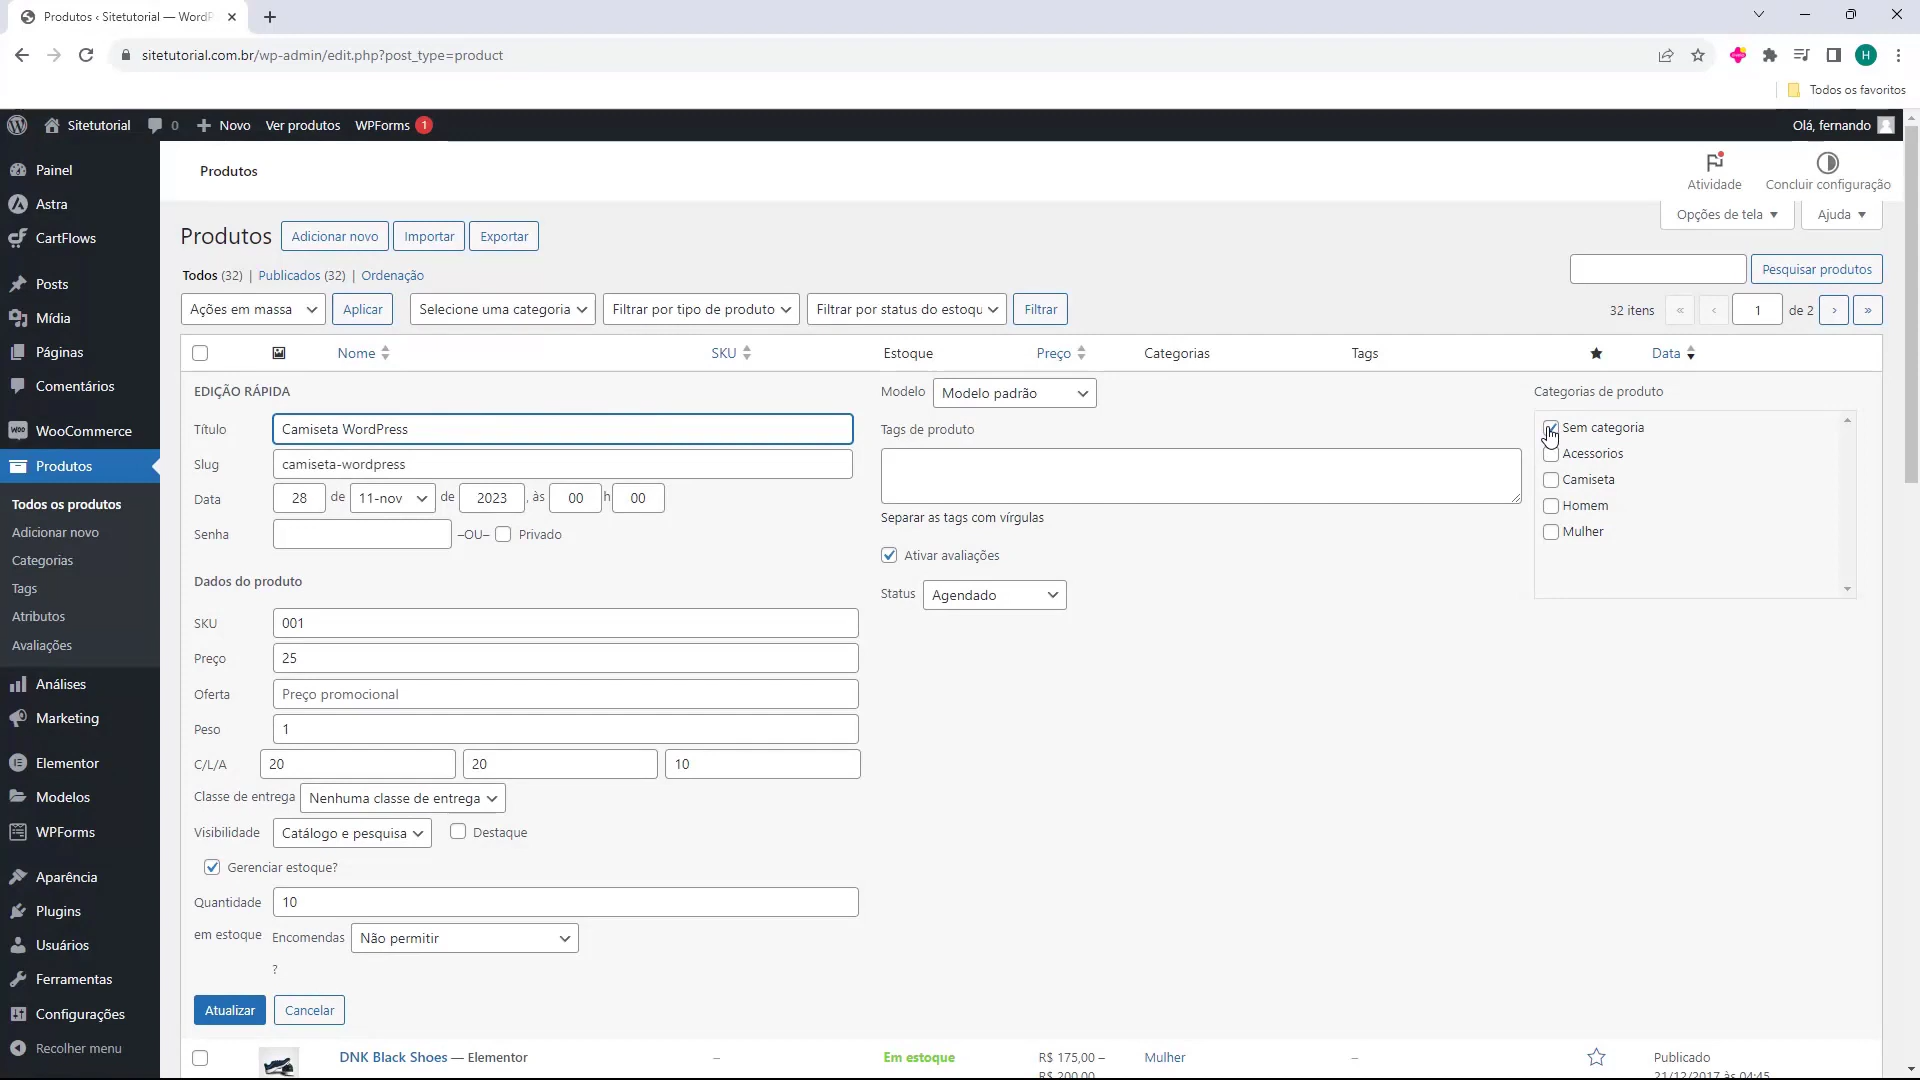 Produtos ‹ Sitetutorial — WordP
sitetutorial.com.br/wp-admin/edit.php?post_type=product
H
Todos os favoritos
Sitetutorial 0 Novo Ver produtos WPForms 1 Olá, fernando
Painel
Astra
CartFlows
Posts
Mídia
Páginas
Comentários
WooCommerce
Produtos
Todos os produtos
Adicionar novo
Categorias
Tags
Atributos
Avaliações
Análises
Marketing
Elementor
Modelos
WPForms
Aparência
Plugins
Usuários
Ferramentas
Configurações
Recolher menu
Produtos
Atividade Concluir configuração
Opções de tela Ajuda
Produtos Adicionar novo Importar Exportar
Todos (32) | Publicados (32) | Ordenação
Pesquisar produtos
Ações em massa Aplicar Selecione uma categoria Filtrar por tipo de produto Filtrar por status do estoqu Filtrar 32 itens « ‹ 1 de 2 › »
Nome SKU Estoque Preço Categorias Tags Data
EDIÇÃO RÁPIDA
Título Camiseta WordPress
Slug camiseta-wordpress
Data 28 de 11-nov de 2023 , às 00 h 00
Senha –OU– Privado
Dados do produto
SKU 001
Preço 25
Oferta Preço promocional
Peso 1
C/L/A 20 20 10
Classe de entrega Nenhuma classe de entrega
Visibilidade Catálogo e pesquisa Destaque
Gerenciar estoque?
Quantidade 10
em estoque Encomendas Não permitir
?
Atualizar Cancelar
Modelo Modelo padrão
Tags de produto
Separar as tags com vírgulas
Ativar avaliações
Status Agendado
Categorias de produto
Sem categoria
Acessorios
Camiseta
Homem
Mulher
DNK Black Shoes — Elementor – Em estoque R$ 175,00 – Mulher – Publicado
R$ 200,00 21/12/2017 às 04:45